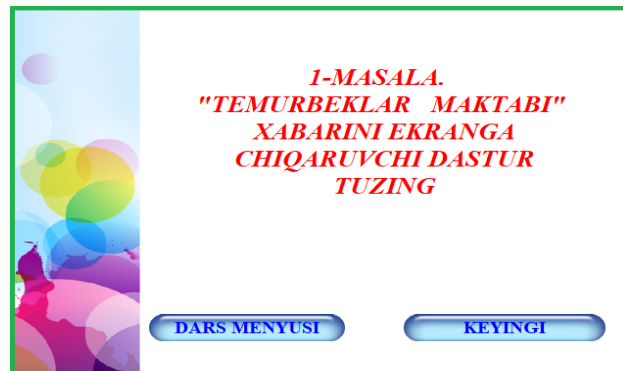 1-MASALA.
"TEMURBEKLAR MAKTABI"
XABARINI EKRANGA
CHIQARUVCHI DASTUR
TUZING
DARS MENYUSI
KEYINGI